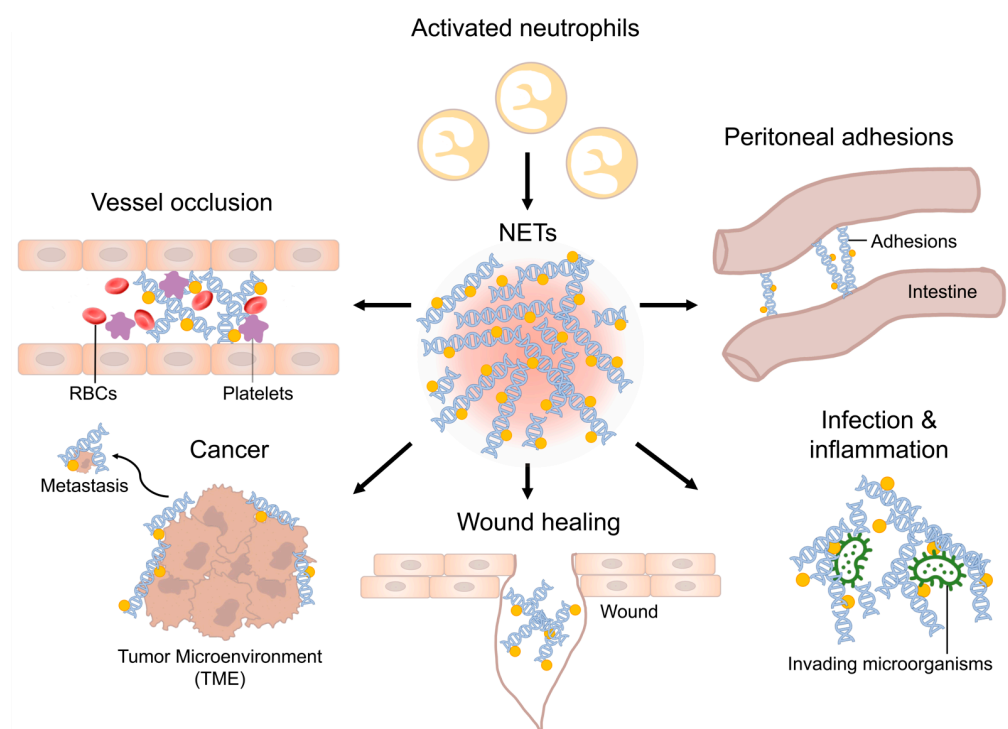 Activated neutrophils
Peritoneal adhesions
Vessel occlusion
NETs
Adhesions
Intestine
RBCs
Platelets
Infection &
inflammation
Cancer
Metastasis
Wound healing
Wound
Tumor Microenvironment
(TME)
Invading microorganisms